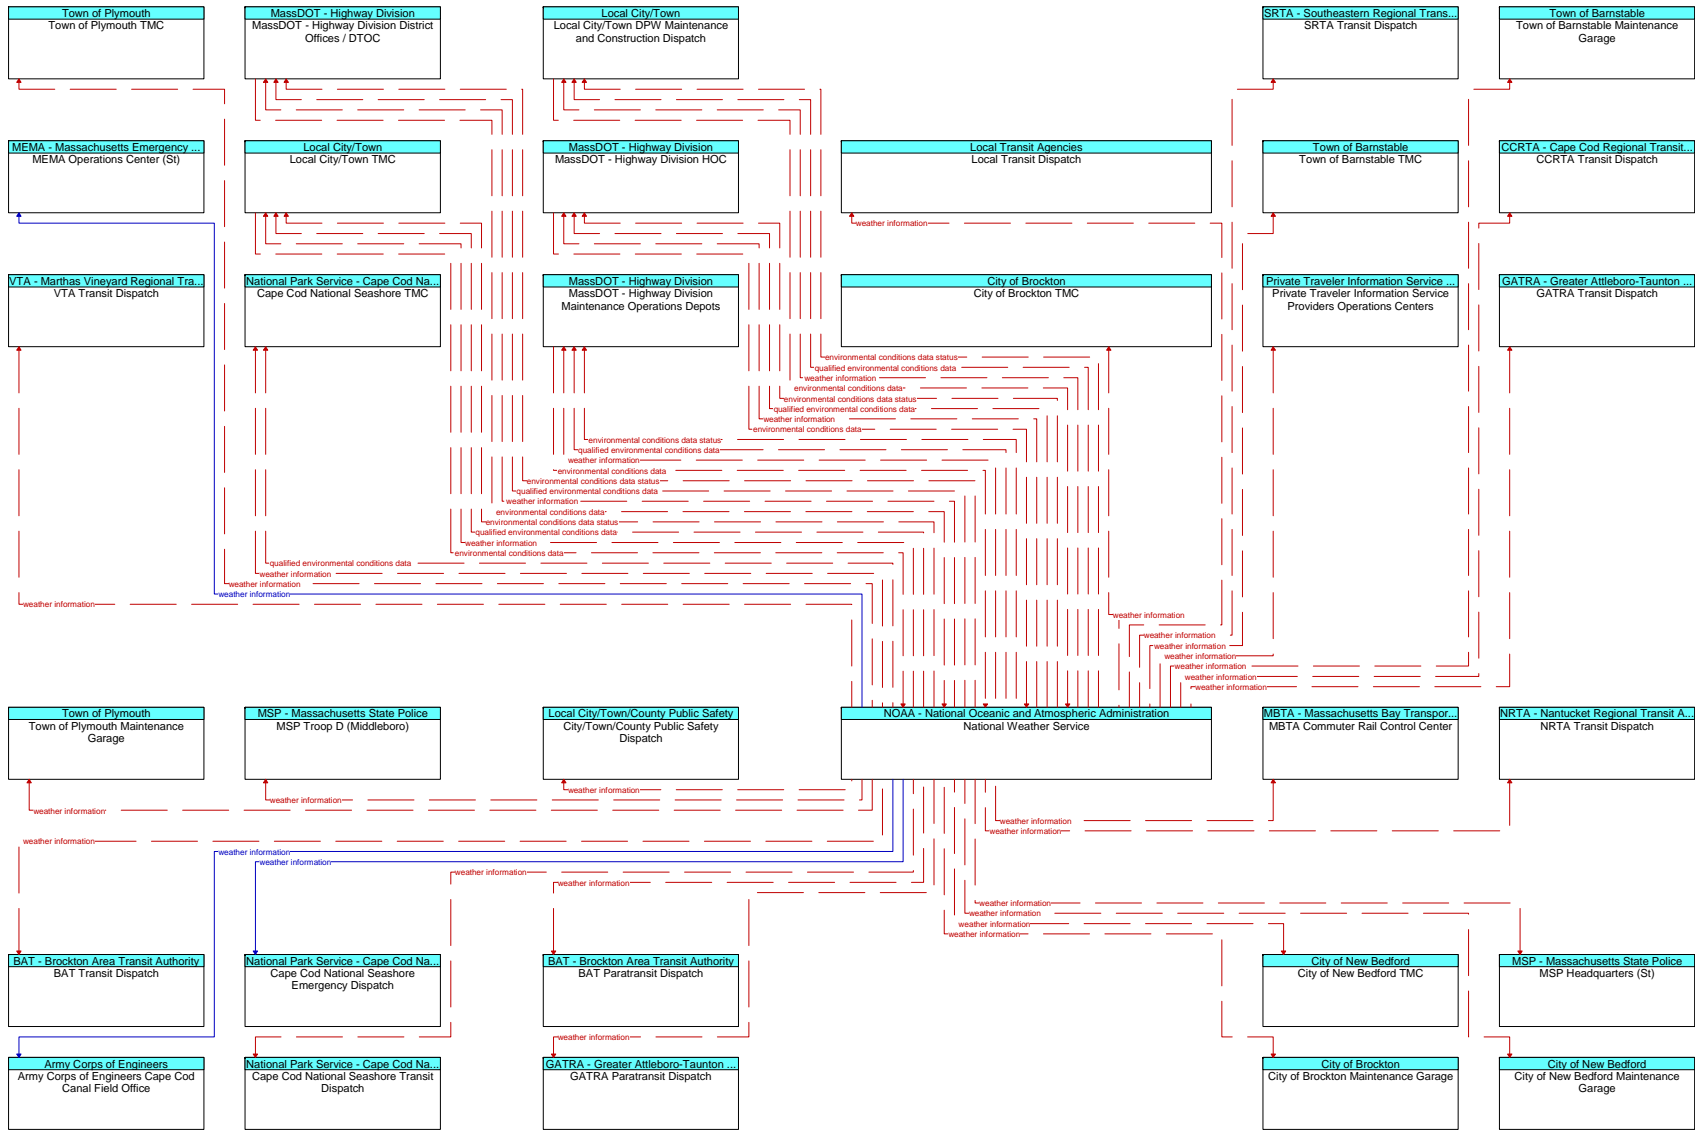 Town of Plymouth
Town of Plymouth TMC
MassDOT - Highway Division
MassDOT - Highway Division District
Offices / DTOC
Local City/Town
Local City/Town DPW Maintenance
and Construction Dispatch
SRTA - Southeastern Regional Trans...
SRTA Transit Dispatch
Town of Barnstable
Town of Barnstable Maintenance
Garage
MEMA - Massachusetts Emergency ...
MEMA Operations Center (St)
Local City/Town
Local City/Town TMC
MassDOT - Highway Division
MassDOT - Highway Division HOC
Local Transit Agencies
Local Transit Dispatch
Town of Barnstable
Town of Barnstable TMC
CCRTA - Cape Cod Regional Transit...
CCRTA Transit Dispatch
weather information
VTA - Marthas Vineyard Regional Tra...
VTA Transit Dispatch
National Park Service - Cape Cod Na...
Cape Cod National Seashore TMC
MassDOT - Highway Division
MassDOT - Highway Division
Maintenance Operations Depots
City of Brockton
City of Brockton TMC
Private Traveler Information Service ...
Private Traveler Information Service
Providers Operations Centers
GATRA - Greater Attleboro-Taunton ...
GATRA Transit Dispatch
environmental conditions data status
qualified environmental conditions data
weather information
environmental conditions data
environmental conditions data status
qualified environmental conditions data
weather information
environmental conditions data
environmental conditions data status
qualified environmental conditions data
weather information
environmental conditions data
environmental conditions data status
qualified environmental conditions data
weather information
environmental conditions data
environmental conditions data status
qualified environmental conditions data
weather information
environmental conditions data
qualified environmental conditions data
weather information
weather information
weather information
weather information
weather information
weather information
weather information
weather information
weather information
weather information
weather information
Town of Plymouth
Town of Plymouth Maintenance
Garage
MSP - Massachusetts State Police
MSP Troop D (Middleboro)
Local City/Town/County Public Safety
City/Town/County Public Safety
Dispatch
NOAA - National Oceanic and Atmospheric Administration
National Weather Service
MBTA - Massachusetts Bay Transpor...
MBTA Commuter Rail Control Center
NRTA - Nantucket Regional Transit A...
NRTA Transit Dispatch
weather information
weather information
weather information
weather information
weather information
weather information
weather information
weather information
weather information
weather information
weather information
weather information
weather information
weather information
BAT - Brockton Area Transit Authority
BAT Transit Dispatch
National Park Service - Cape Cod Na...
Cape Cod National Seashore
Emergency Dispatch
BAT - Brockton Area Transit Authority
BAT Paratransit Dispatch
City of New Bedford
City of New Bedford TMC
MSP - Massachusetts State Police
MSP Headquarters (St)
weather information
Army Corps of Engineers
Army Corps of Engineers Cape Cod
Canal Field Office
National Park Service - Cape Cod Na...
Cape Cod National Seashore Transit
Dispatch
GATRA - Greater Attleboro-Taunton ...
GATRA Paratransit Dispatch
City of Brockton
City of Brockton Maintenance Garage
City of New Bedford
City of New Bedford Maintenance
Garage